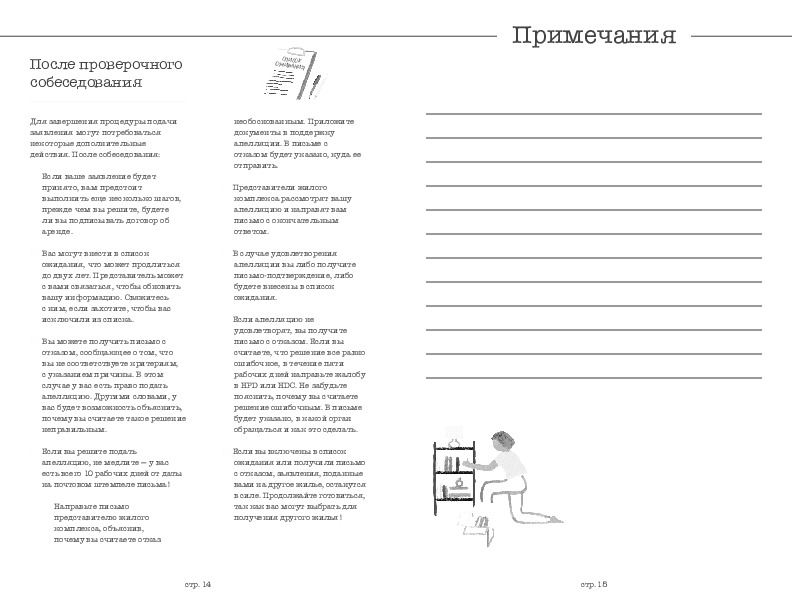 После проверочного
собеседования
СПИСОК
ОЖИДАНИЯ
Для завершения процедуры подачи
заявления могут потребоваться
некоторые дополнительные
действия. После собеседования:
Если ваше заявление будет
принято, вам предстоит
выполнить еще несколько шагов,
прежде чем вы решите, будете
ли вы подписывать договор об
аренде.
Вас могут внести в список
ожидания, что может продлиться
до двух лет. Представитель может
с вами связаться, чтобы обновить
вашу информацию. Свяжитесь
с ним, если захотите, чтобы вас
исключили из списка.
Вы можете получить письмо с
отказом, сообщающее о том, что
вы не соответствуете критериям,
с указанием причины. В этом
случае у вас есть право подать
апелляцию. Другими словами, у
вас будет возможность объяснить,
почему вы считаете такое решение
неправильным.
Если вы решите подать
апелляцию, не медлите — у вас
есть всего 10 рабочих дней от даты
на почтовом штемпеле письма!
Направьте письмо
представителю жилого
комплекса, объяснив,
почему вы считаете отказ
необоснованным. Приложите
документы в поддержку
апелляции. В письме с
отказом будет указано, куда ее
отправить.
Представители жилого
комплекса рассмотрят вашу
апелляцию и направят вам
письмо с окончательным
ответом.
В случае удовлетворения
апелляции вы либо получите
письмо-подтверждение, либо
будете внесены в список
ожидания.
Если апелляцию не
удовлетворят, вы получите
письмо с отказом. Если вы
считаете, что решение все равно
ошибочное, в течение пяти
рабочих дней направьте жалобу
в HPD или HDC. Не забудьте
пояснить, почему вы считаете
решение ошибочным. В письме
будет указано, в какой орган
обращаться и как это сделать.
Если вы включены в список
ожидания или получили письмо
с отказом, заявления, поданные
вами на другое жилье, останутся
в силе. Продолжайте готовиться,
так как вас могут выбрать для
получения другого жилья!
стр. 14
Примечания
стр. 15